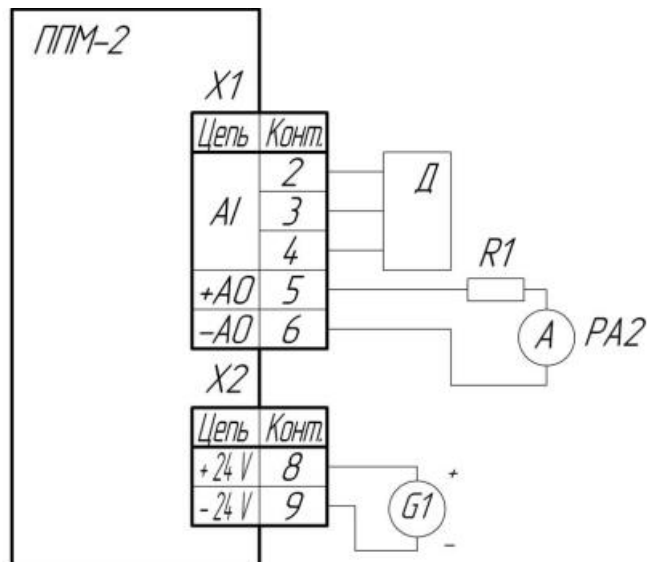 ППМ-2
X1
Цепь Конт.
AI 2
3
4
Д
+AO 5
-AO 6
R1
A PA2
X2
Цепь Конт.
+24 V 8
-24 V 9
+
G1
-